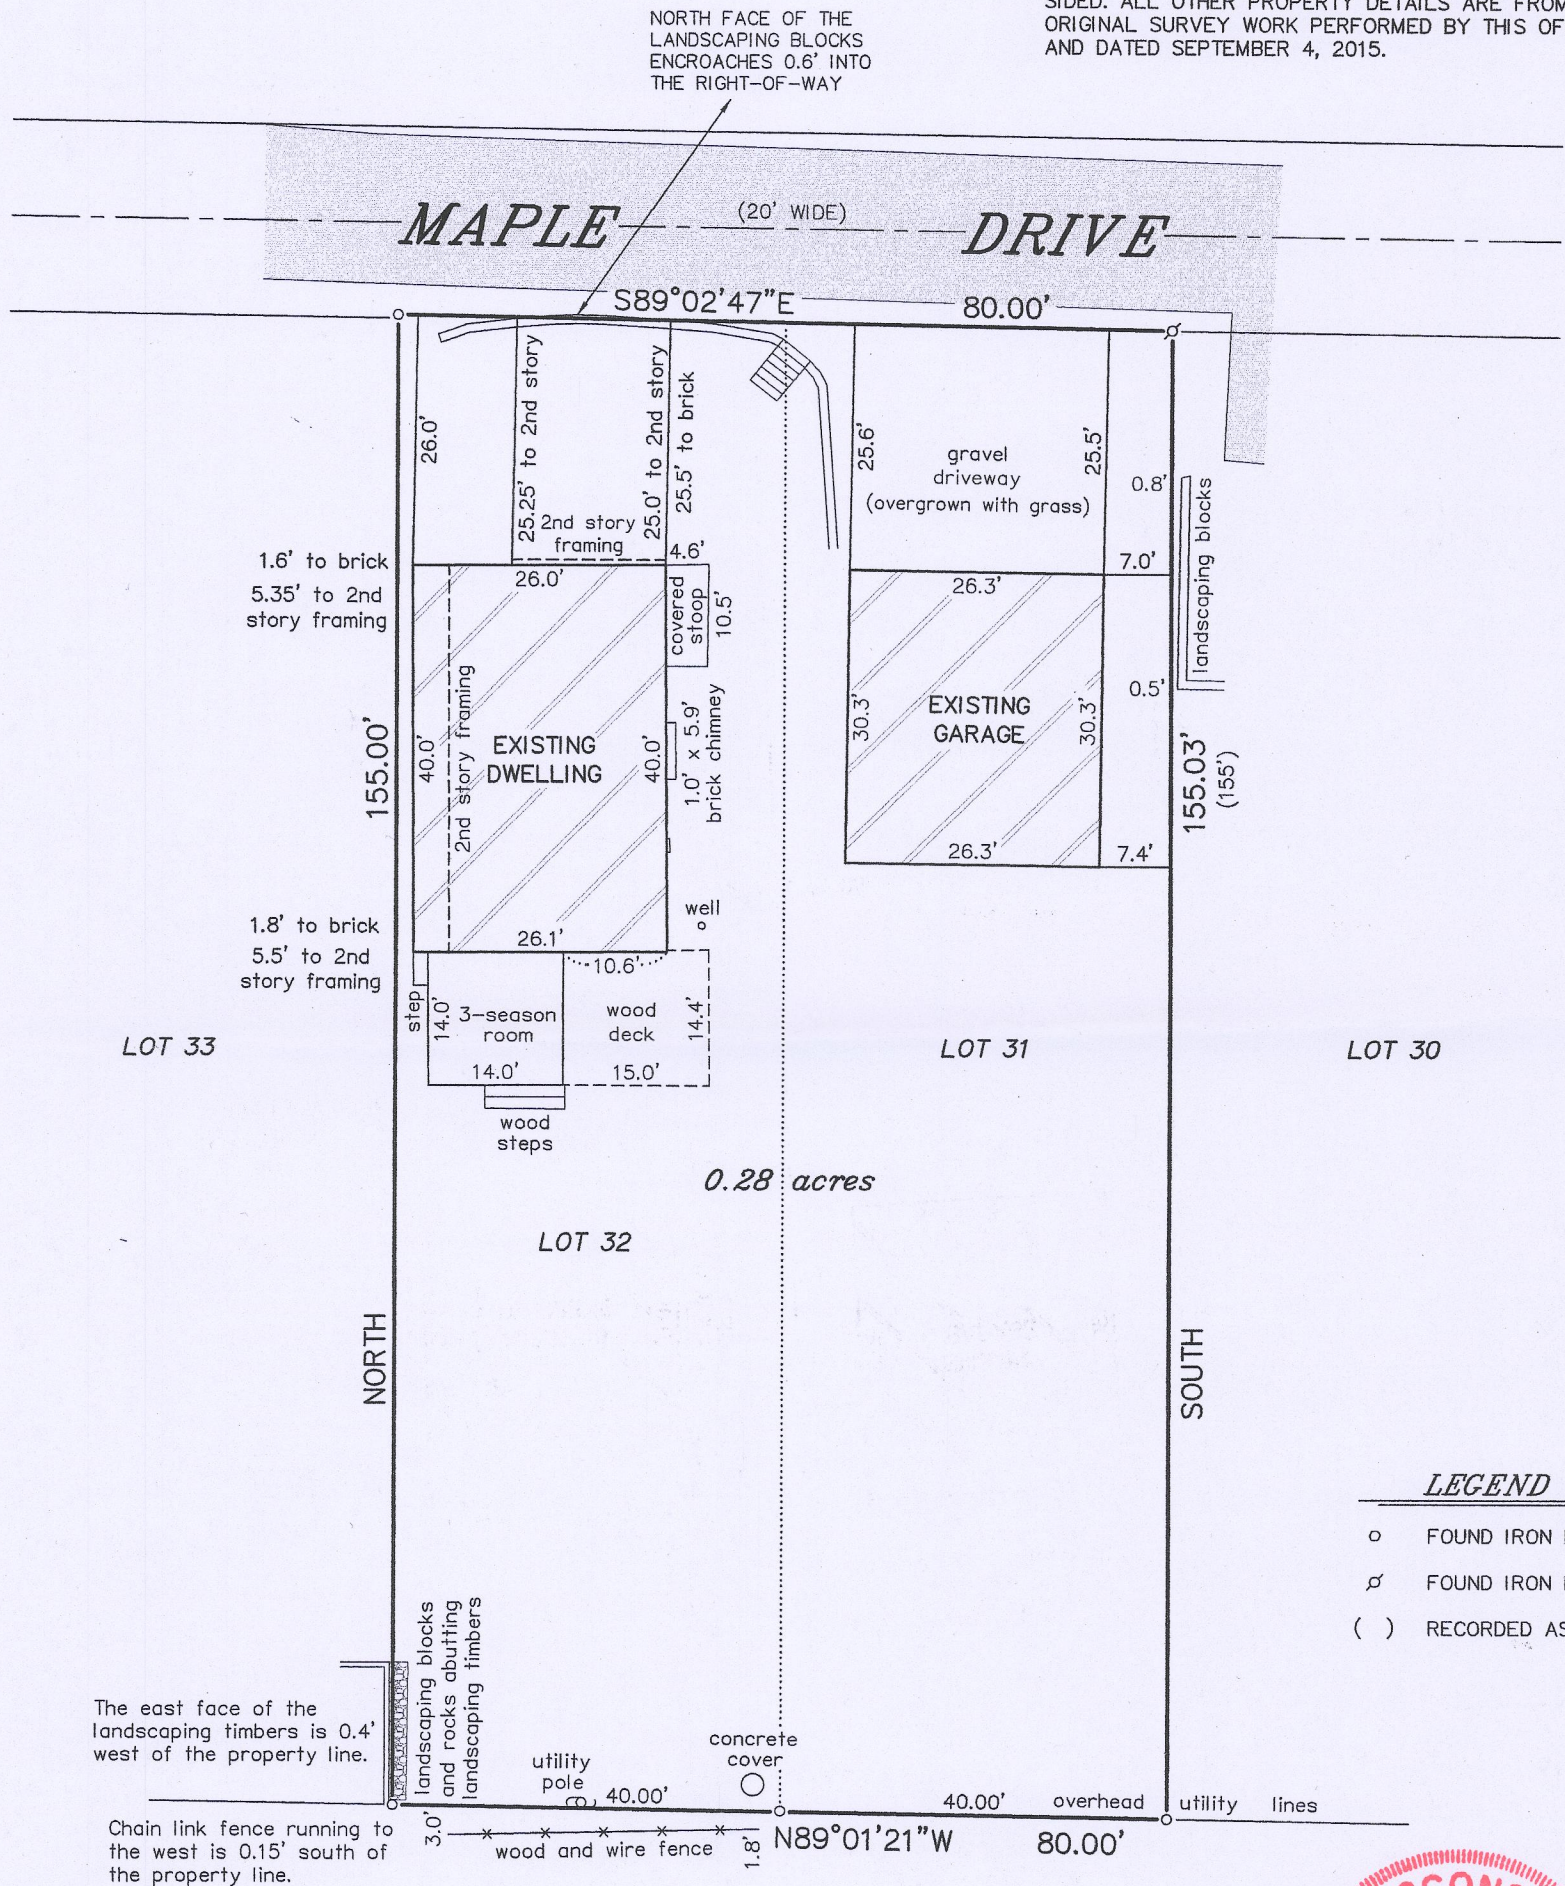 SIDED. ALL OTHER PROPERTY DETAILS ARE FROM
ORIGINAL SURVEY WORK PERFORMED BY THIS OF
AND DATED SEPTEMBER 4, 2015.
NORTH FACE OF THE
LANDSCAPING BLOCKS
ENCROACHES 0.6' INTO
THE RIGHT-OF-WAY
MAPLE (20' WIDE) DRIVE
S89°02'47"E 80.00'
26.0'
25.25' to 2nd story
25.0' to 2nd story
25.5' to brick
2nd story
framing
4.6'
25.6'
gravel
driveway
(overgrown with grass)
25.5'
0.8'
landscaping blocks
7.0'
0.5'
1.6' to brick
5.35' to 2nd
story framing
26.0'
covered
stoop
10.5'
26.3'
155.00'
40.0'
2nd story framing
EXISTING
DWELLING
40.0'
1.0' x 5.9'
brick chimney
30.3'
EXISTING
GARAGE
30.3'
155.03'
(155')
26.3'
7.4'
1.8' to brick
5.5' to 2nd
story framing
26.1'
well
10.6'
step
14.0'
3-season
room
14.0'
wood
deck
14.4'
15.0'
wood
steps
LOT 33
LOT 31
LOT 30
0.28 acres
LOT 32
NORTH
SOUTH
LEGEND
FOUND IRON
FOUND IRON
( ) RECORDED AS
landscaping blocks
and rocks abutting
landscaping timbers
The east face of the
landscaping timbers is 0.4'
west of the property line.
utility
pole
concrete
cover
40.00'
40.00'
overhead utility lines
Chain link fence running to
the west is 0.15' south of
the property line.
3.0'
wood and wire fence
1.8'
N89°01'21"W 80.00'